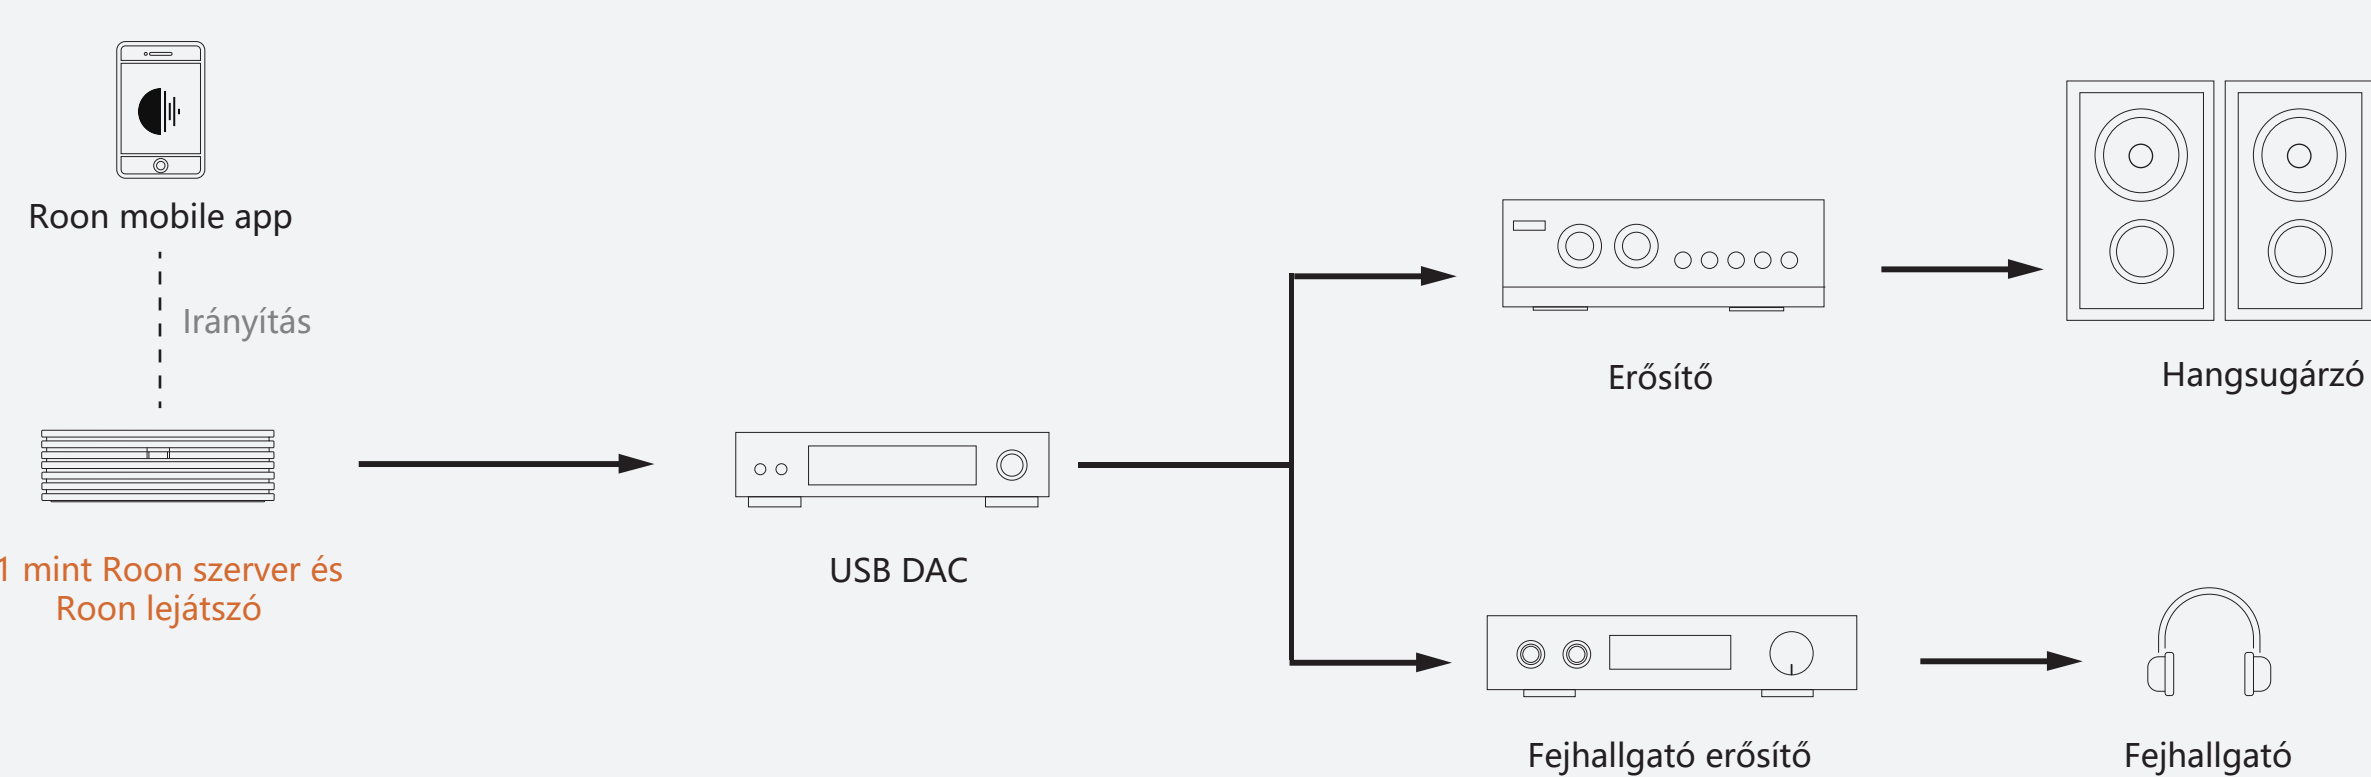 Roon mobile app
Irányítás
1 mint Roon szerver és
Roon lejátszó
USB DAC
Erősítő
Hangsugárzó
Fejhallgató erősítő
Fejhallgató